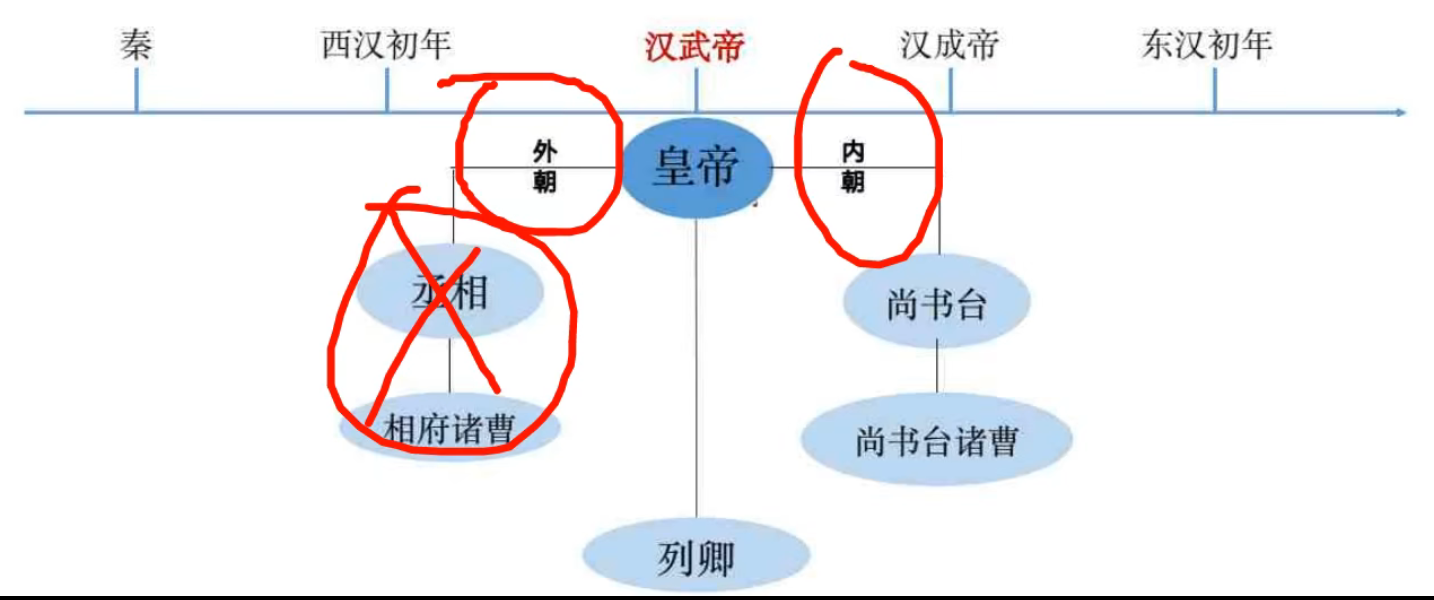 秦 西汉初年 汉武帝 汉成帝 东汉初年
外朝 皇帝 内朝
丞相 尚书台
相府诸曹 尚书台诸曹
列卿